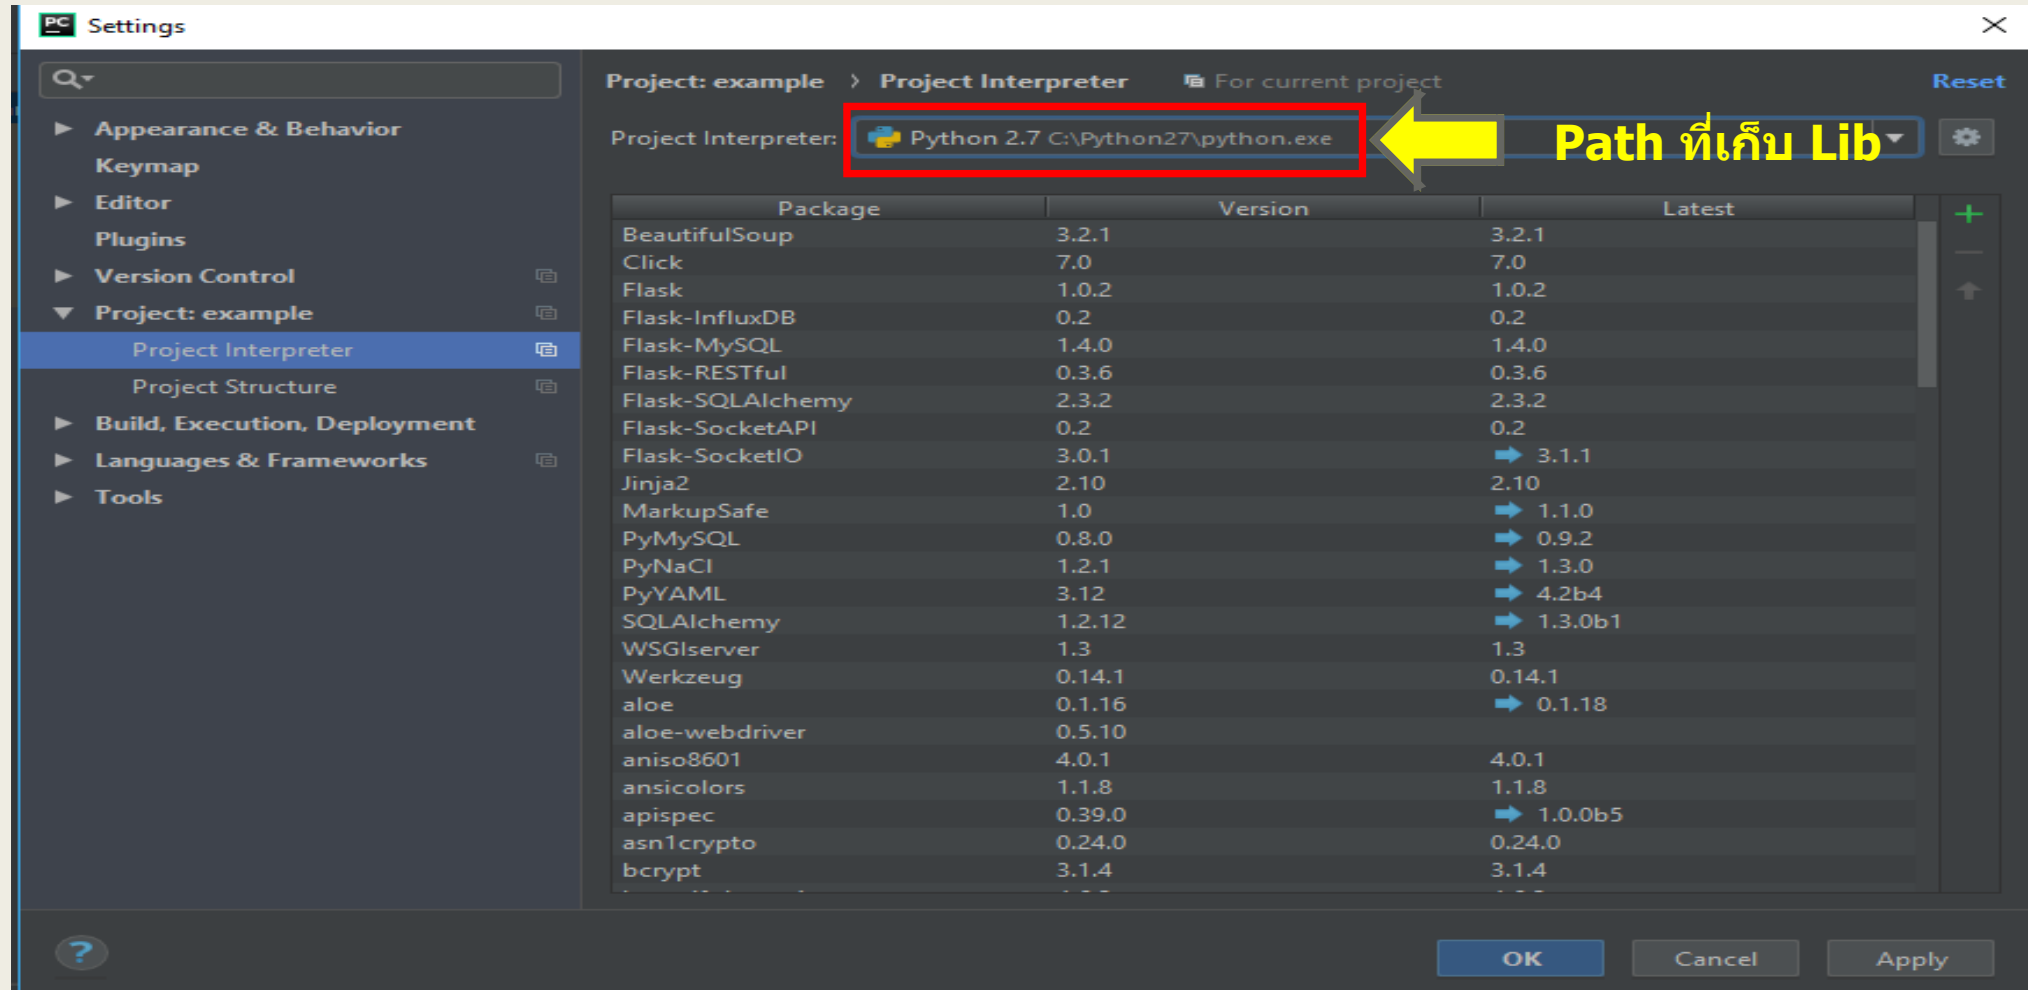 PC Settings
Project: example > Project Interpreter For current project Reset
Appearance & Behavior
Keymap
Editor
Plugins
Version Control
Project: example
Project Interpreter
Project Structure
Build, Execution, Deployment
Languages & Frameworks
Tools
Project Interpreter: Python 2.7 C:\Python27\python.exe Path ที่เก็บ Lib
Package Version Latest
BeautifulSoup 3.2.1 3.2.1
Click 7.0 7.0
Flask 1.0.2 1.0.2
Flask-InfluxDB 0.2 0.2
Flask-MySQL 1.4.0 1.4.0
Flask-RESTful 0.3.6 0.3.6
Flask-SQLAlchemy 2.3.2 2.3.2
Flask-SocketAPI 0.2 0.2
Flask-SocketIO 3.0.1 3.1.1
Jinja2 2.10 2.10
MarkupSafe 1.0 1.1.0
PyMySQL 0.8.0 0.9.2
PyNaCl 1.2.1 1.3.0
PyYAML 3.12 4.2b4
SQLAlchemy 1.2.12 1.3.0b1
WSGIserver 1.3 1.3
Werkzeug 0.14.1 0.14.1
aloe 0.1.16 0.1.18
aloe-webdriver 0.5.10
aniso8601 4.0.1 4.0.1
ansicolors 1.1.8 1.1.8
apispec 0.39.0 1.0.0b5
asn1crypto 0.24.0 0.24.0
bcrypt 3.1.4 3.1.4
? OK Cancel Apply